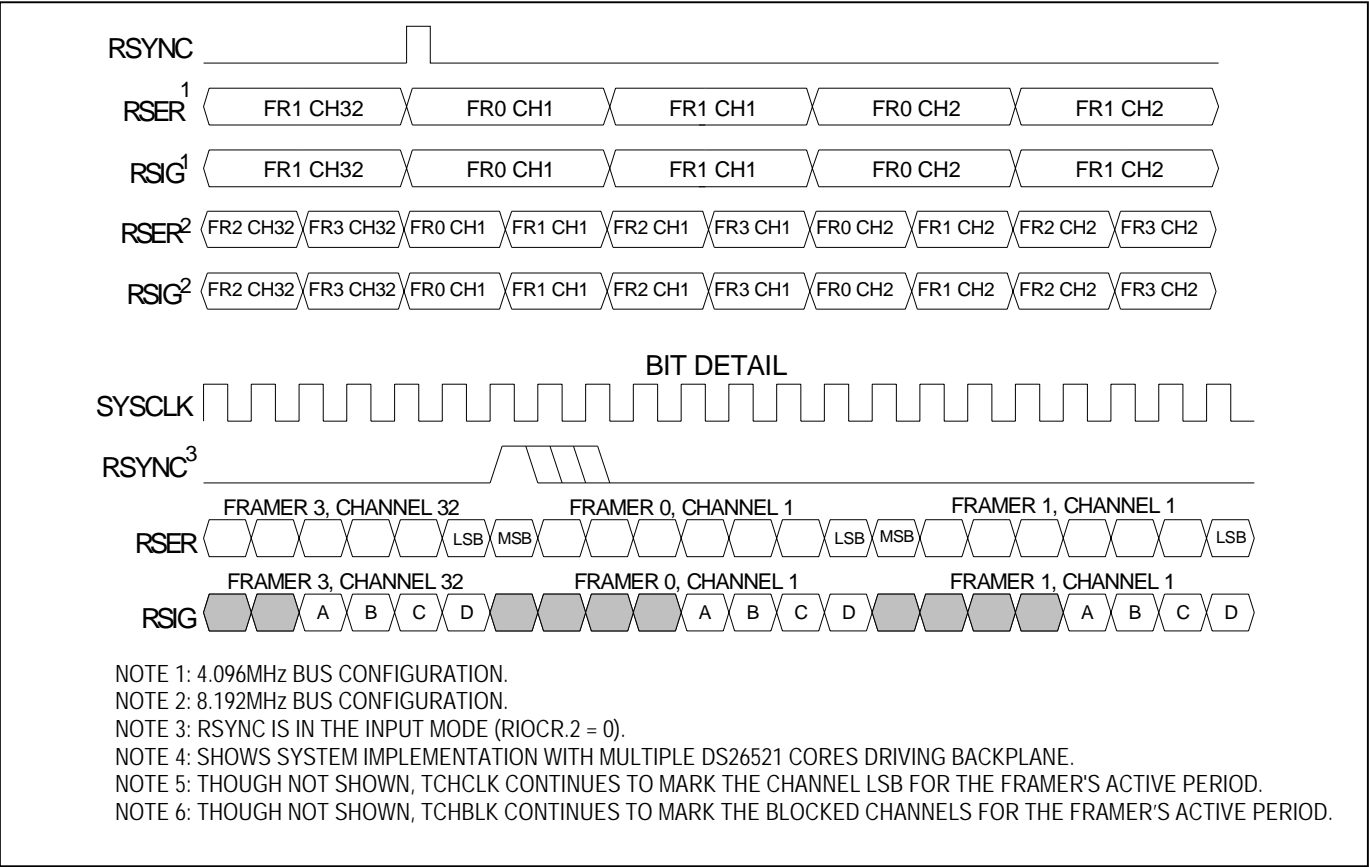 RSYNC
RSER1 FR1 CH32 FR0 CH1 FR1 CH1 FR0 CH2 FR1 CH2
RSIG1 FR1 CH32 FR0 CH1 FR1 CH1 FR0 CH2 FR1 CH2
RSER2 FR2 CH32 FR3 CH32 FR0 CH1 FR1 CH1 FR2 CH1 FR3 CH1 FR0 CH2 FR1 CH2 FR2 CH2 FR3 CH2
RSIG2 FR2 CH32 FR3 CH32 FR0 CH1 FR1 CH1 FR2 CH1 FR3 CH1 FR0 CH2 FR1 CH2 FR2 CH2 FR3 CH2
BIT DETAIL
SYSCLK
RSYNC3
FRAMER 3, CHANNEL 32 FRAMER 0, CHANNEL 1 FRAMER 1, CHANNEL 1
RSER LSB MSB LSB MSB LSB
FRAMER 3, CHANNEL 32 FRAMER 0, CHANNEL 1 FRAMER 1, CHANNEL 1
RSIG A B C D A B C D A B C D
NOTE 1: 4.096MHz BUS CONFIGURATION.
NOTE 2: 8.192MHz BUS CONFIGURATION.
NOTE 3: RSYNC IS IN THE INPUT MODE (RIOCR.2 = 0).
NOTE 4: SHOWS SYSTEM IMPLEMENTATION WITH MULTIPLE DS26521 CORES DRIVING BACKPLANE.
NOTE 5: THOUGH NOT SHOWN, TCHCLK CONTINUES TO MARK THE CHANNEL LSB FOR THE FRAMER'S ACTIVE PERIOD.
NOTE 6: THOUGH NOT SHOWN, TCHBLK CONTINUES TO MARK THE BLOCKED CHANNELS FOR THE FRAMER’S ACTIVE PERIOD.